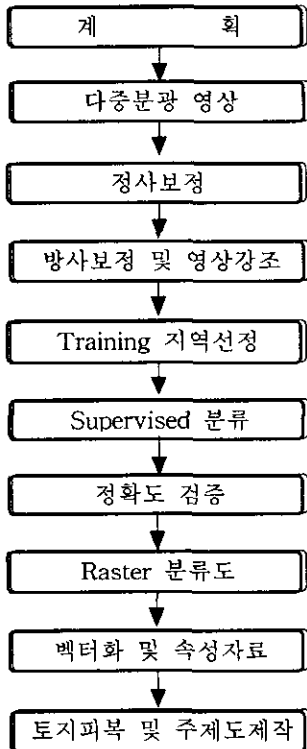 계 획
다중분광 영상
정사보정
방사보정 및 영상강조
Training 지역선정
Supervised 분류
정확도 검증
Raster 분류도
벡터화 및 속성자료
토지피복 및 주제도제작